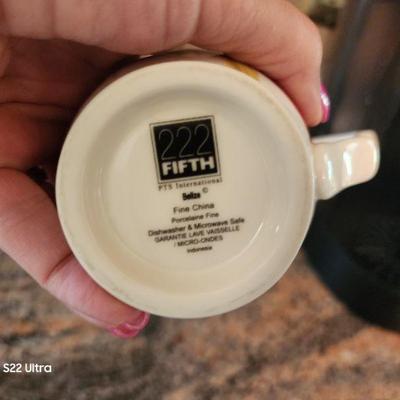 222
FIFTH
PTS International
Belize ©
Fine China
Porcelaine Fine
Dishwasher & Microwave Safe
GARANTIE LAVE VAISSELLE
/ MICRO-ONDES
Indonesia
S22 Ultra